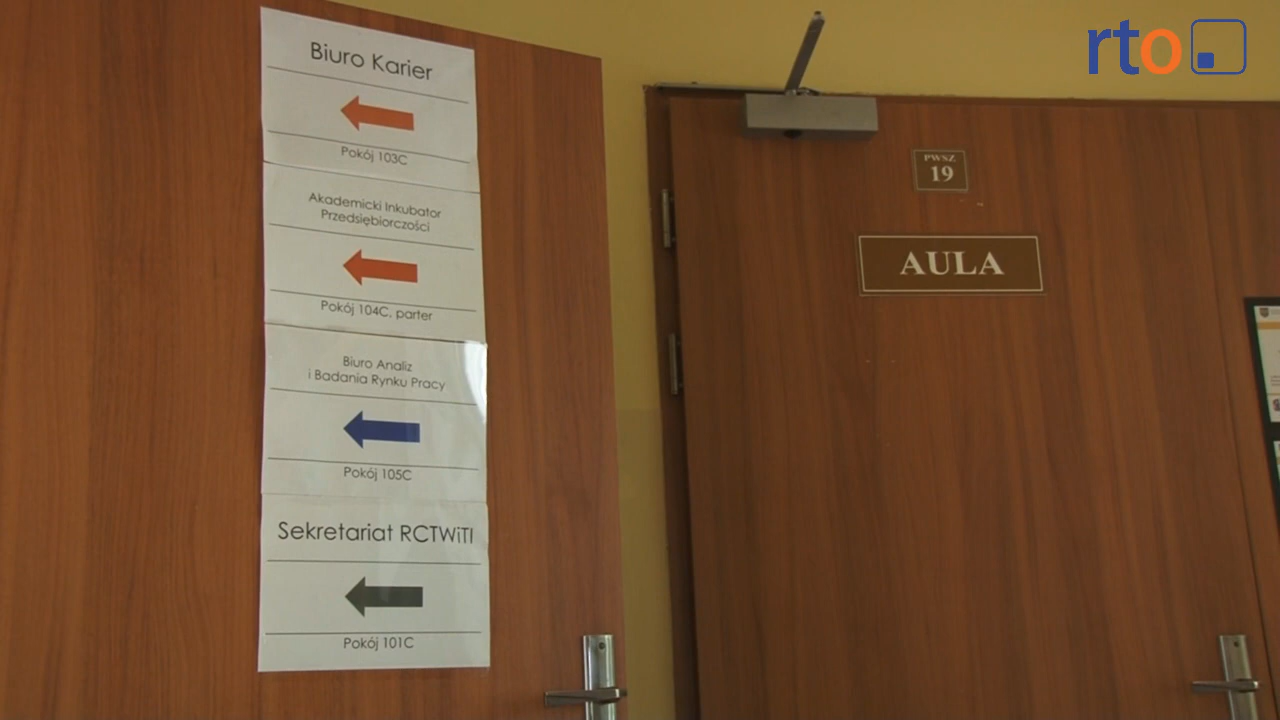 Biuro Karier
Pokój 103C
Akademicki Inkubator
Przedsiębiorczości
Pokój 104C, parter
Biuro Analiz
i Badania Rynku Pracy
Pokój 105C
Sekretariat RCTWiTI
Pokój 101C
PWSZ
19
AULA
rto